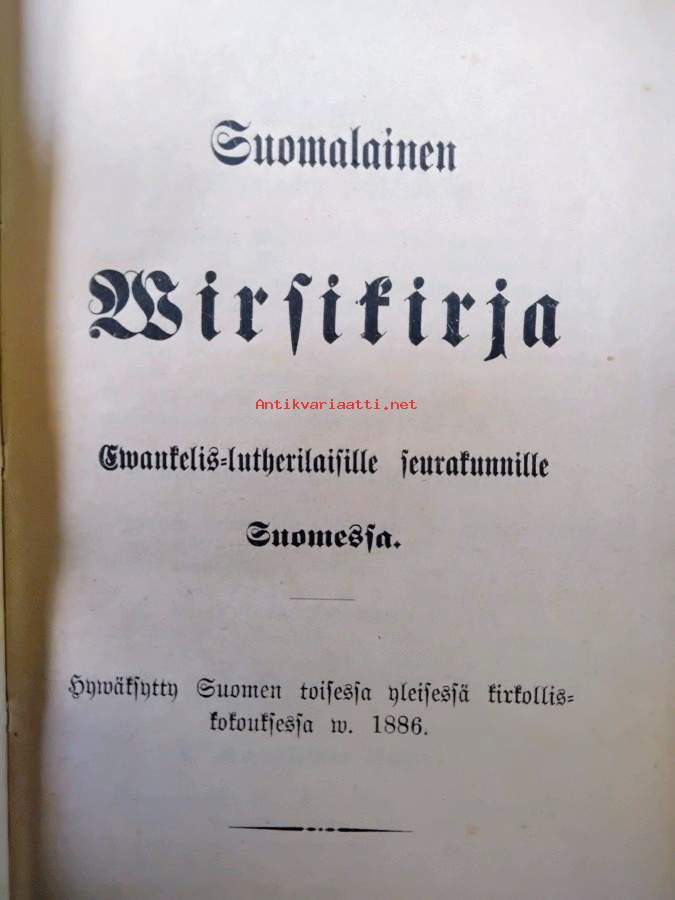 Suomalainen
Wirsikirja
Antikvariaatti.net
Ewankelis-lutherilaisille seurakunnille
Suomessa.
Hywäksytty Suomen toisessa yleisessä kirkollis-
kokouksessa w. 1886.